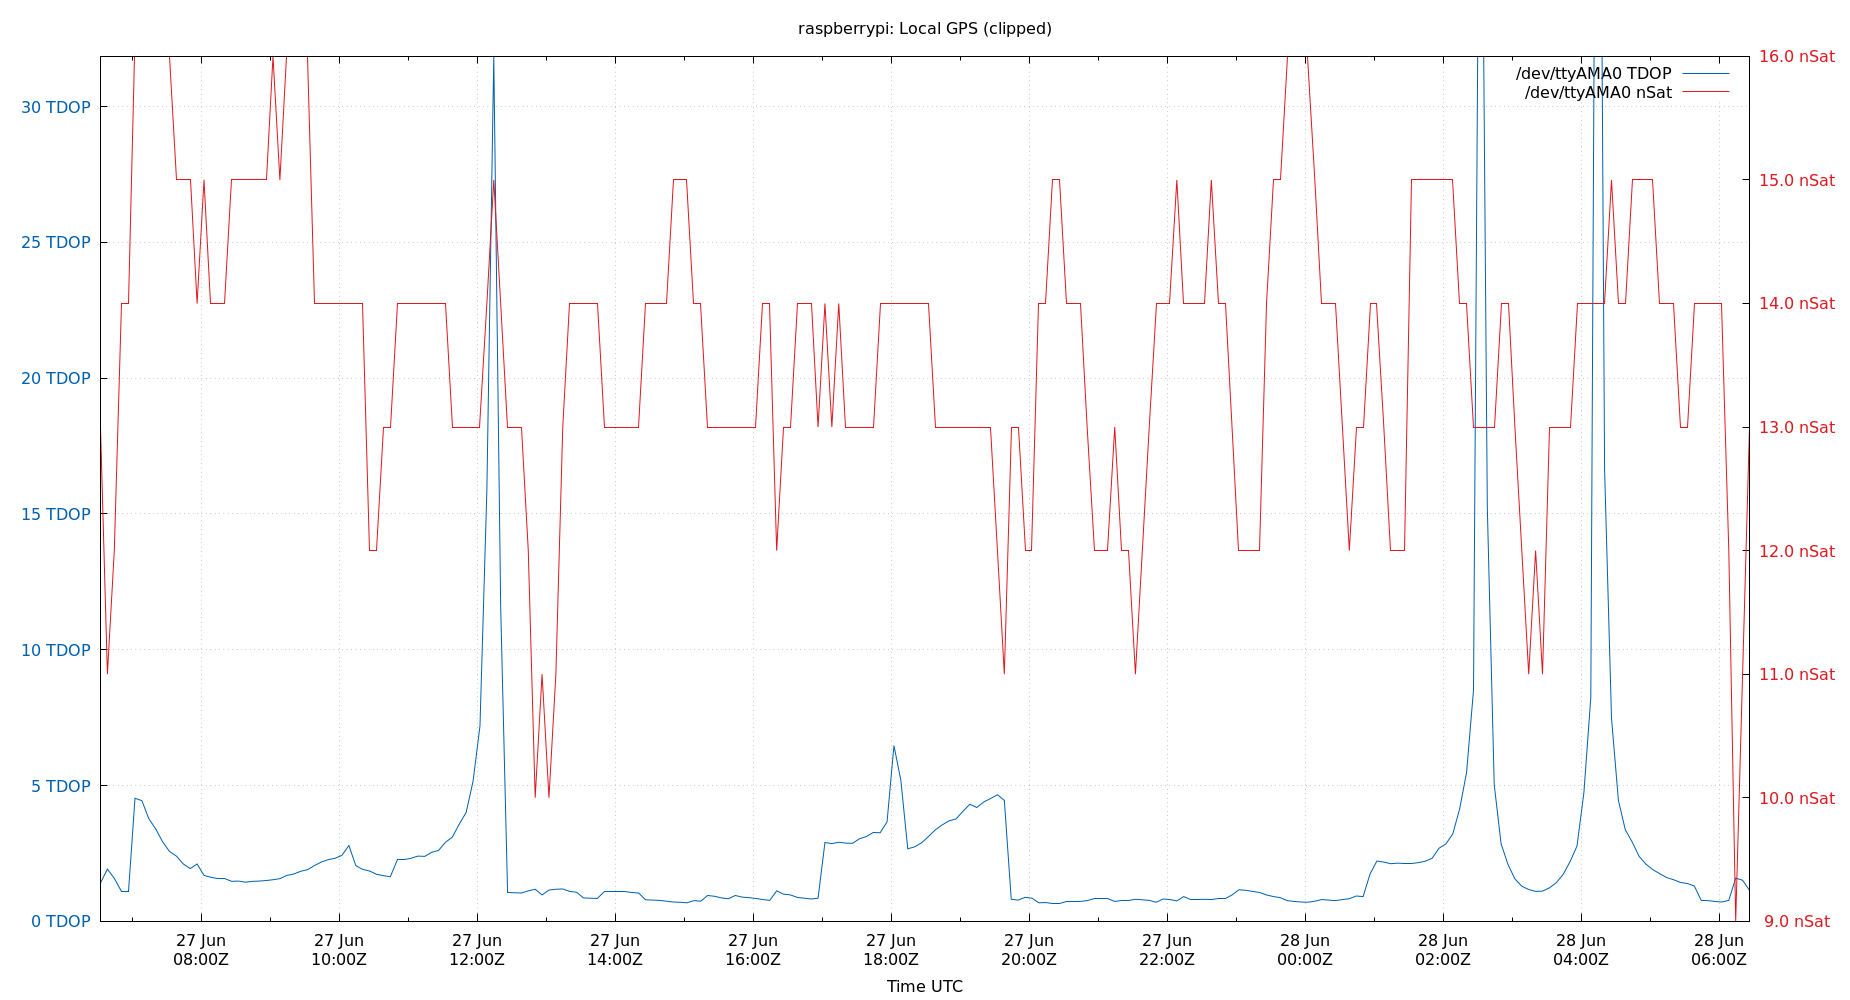 raspberrypi: Local GPS (clipped)
/dev/ttyAMA0 TDOP
/dev/ttyAMA0 nSat
30 TDOP
25 TDOP
20 TDOP
15 TDOP
10 TDOP
5 TDOP
0 TDOP
16.0 nSat
15.0 nSat
14.0 nSat
13.0 nSat
12.0 nSat
11.0 nSat
10.0 nSat
9.0 nSat
27 Jun
08:00Z
27 Jun
10:00Z
27 Jun
12:00Z
27 Jun
14:00Z
27 Jun
16:00Z
27 Jun
18:00Z
27 Jun
20:00Z
27 Jun
22:00Z
28 Jun
00:00Z
28 Jun
02:00Z
28 Jun
04:00Z
28 Jun
06:00Z
Time UTC